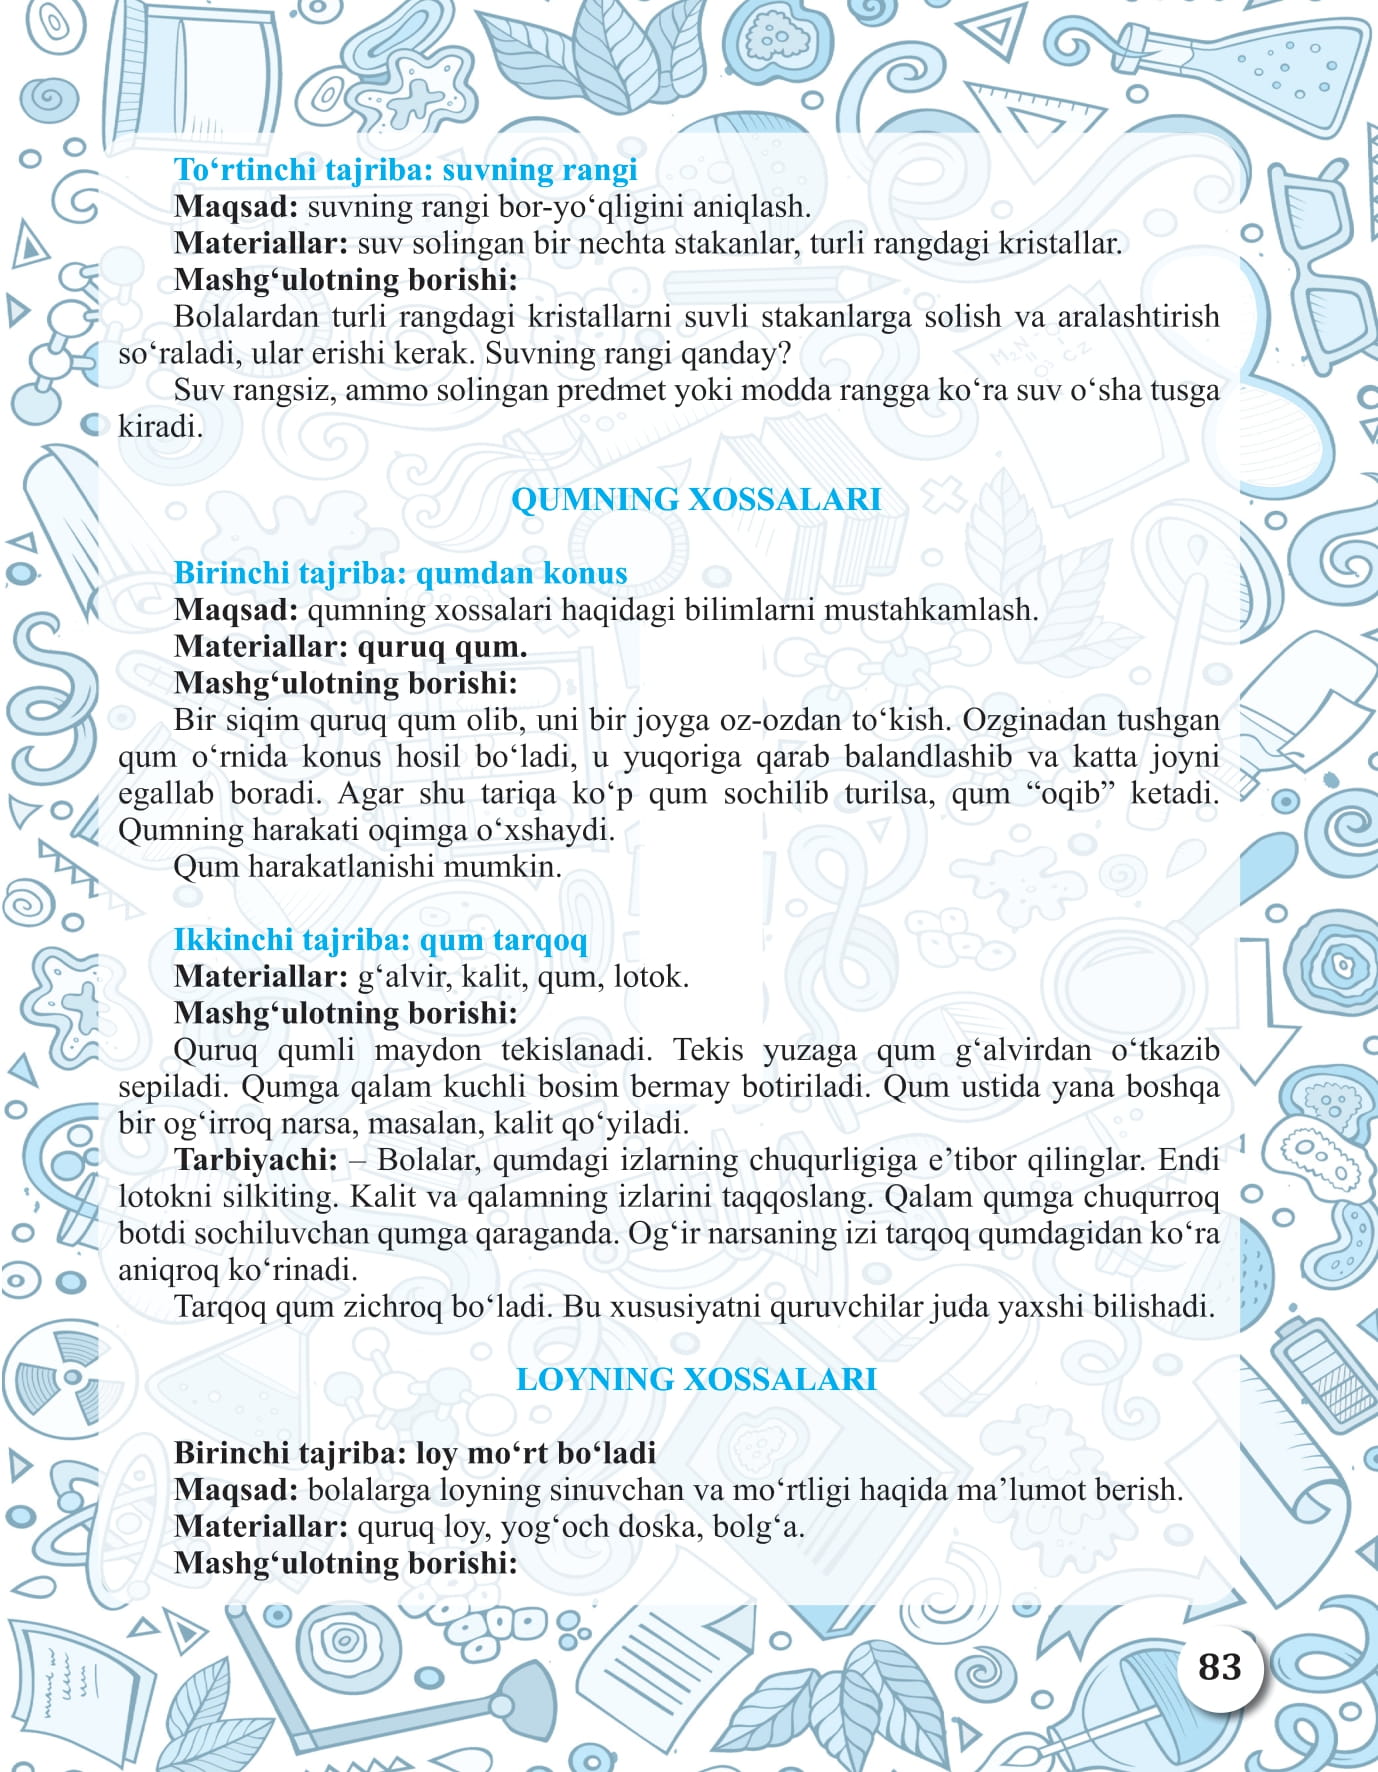 To‘rtinchi tajriba: suvning rangi
Maqsad: suvning rangi bor-yo‘qligini aniqlash.
Materiallar: suv solingan bir nechta stakanlar, turli rangdagi kristallar.
Mashg‘ulotning borishi:
Bolalardan turli rangdagi kristallarni suvli stakanlarga solish va aralashtirish
so‘raladi, ular erishi kerak. Suvning rangi qanday?
Suv rangsiz, ammo solingan predmet yoki modda rangga ko‘ra suv o‘sha tusga
kiradi.
QUMNING XOSSALARI
Birinchi tajriba: qumdan konus
Maqsad: qumning xossalari haqidagi bilimlarni mustahkamlash.
Materiallar: quruq qum.
Mashg‘ulotning borishi:
Bir siqim quruq qum olib, uni bir joyga oz-ozdan to‘kish. Ozginadan tushgan
qum o‘rnida konus hosil bo‘ladi, u yuqoriga qarab balandlashib va katta joyni
egallab boradi. Agar shu tariqa ko‘p qum sochilib turilsa, qum “oqib” ketadi.
Qumning harakati oqimga o‘xshaydi.
Qum harakatlanishi mumkin.
Ikkinchi tajriba: qum tarqoq
Materiallar: g‘alvir, kalit, qum, lotok.
Mashg‘ulotning borishi:
Quruq qumli maydon tekislanadi. Tekis yuzaga qum g‘alvirdan o‘tkazib
sepiladi. Qumga qalam kuchli bosim bermay botiriladi. Qum ustida yana boshqa
bir og‘irroq narsa, masalan, kalit qo‘yiladi.
Tarbiyachi: – Bolalar, qumdagi izlarning chuqurligiga e’tibor qilinglar. Endi
lotokni silkiting. Kalit va qalamning izlarini taqqoslang. Qalam qumga chuqurroq
botdi sochiluvchan qumga qaraganda. Og‘ir narsaning izi tarqoq qumdagidan ko‘ra
aniqroq ko‘rinadi.
Tarqoq qum zichroq bo‘ladi. Bu xususiyatni quruvchilar juda yaxshi bilishadi.
LOYNING XOSSALARI
Birinchi tajriba: loy mo‘rt bo‘ladi
Maqsad: bolalarga loyning sinuvchan va mo‘rtligi haqida ma’lumot berish.
Materiallar: quruq loy, yog‘och doska, bolg‘a.
Mashg‘ulotning borishi:
83